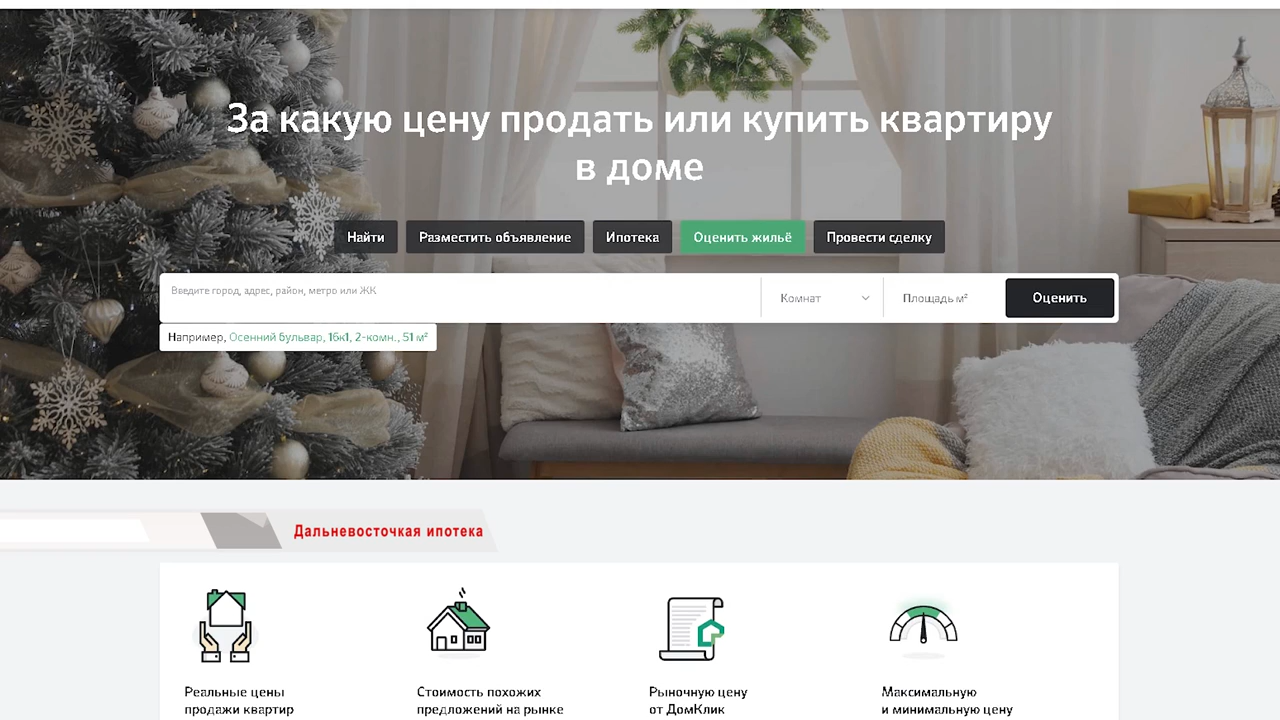 За какую цену продать или купить квартиру
в доме
Найти
Разместить объявление
Ипотека
Оценить жильё
Провести сделку
Введите город, адрес, район, метро или ЖК
Комнат
Площадь м²
Оценить
Например, Осенний бульвар, 16к1, 2-комн., 51 м²
Дальневосточкая ипотека
Реальные цены
продажи квартир
Стоимость похожих
предложений на рынке
Рыночную цену
от ДомКлик
Максимальную
и минимальную цену